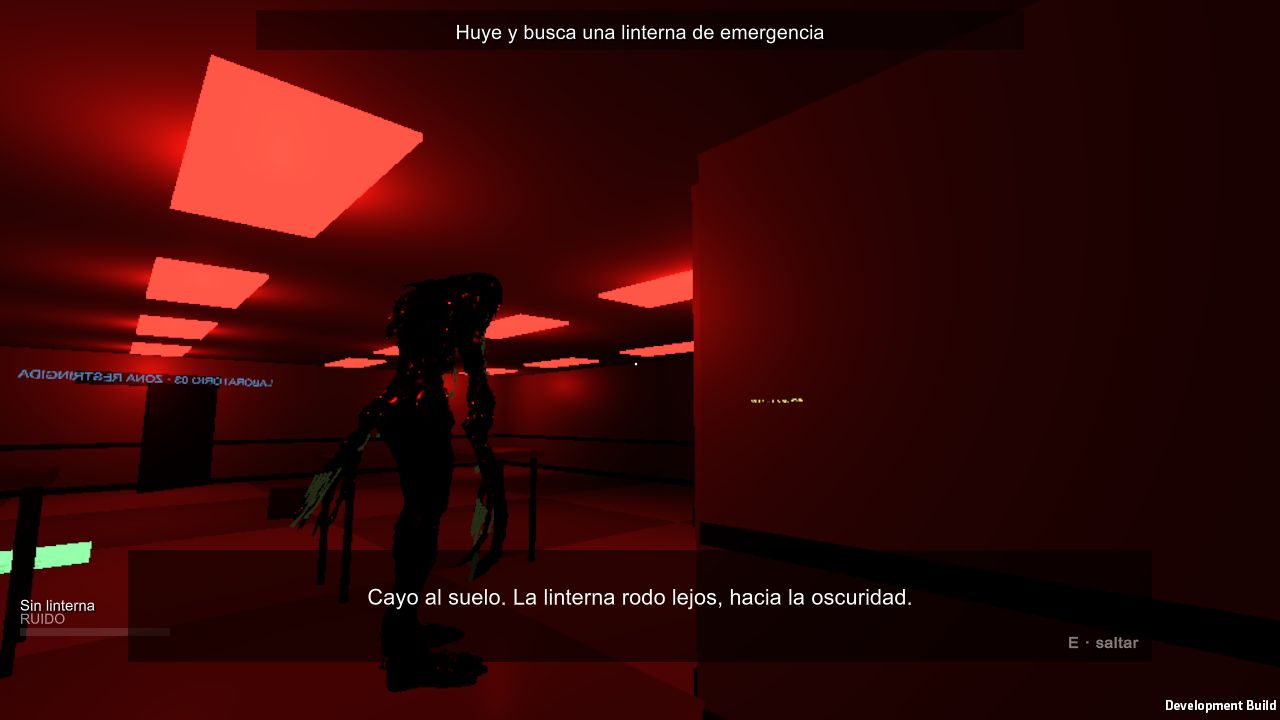 Huye y busca una linterna de emergencia
LABORATORIO 03 · ZONA RESTRINGIDA
Cayo al suelo. La linterna rodo lejos, hacia la oscuridad.
Sin linterna
RUIDO
E · saltar
Development Build